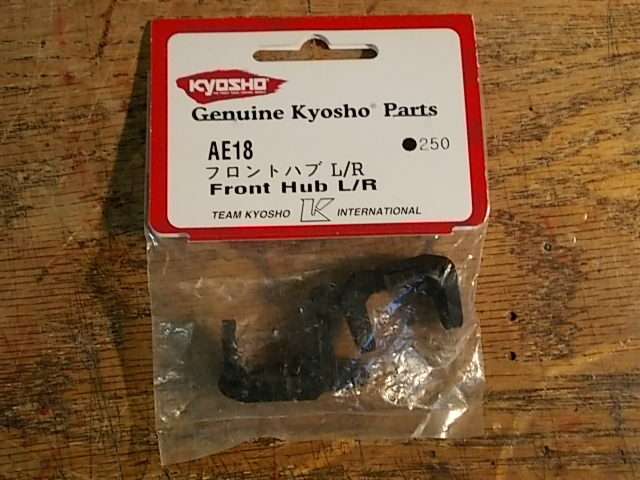 KYOSHO
Genuine Kyosho® Parts
AE18
●250
フロントハブ L/R
Front Hub L/R
TEAM KYOSHO K INTERNATIONAL